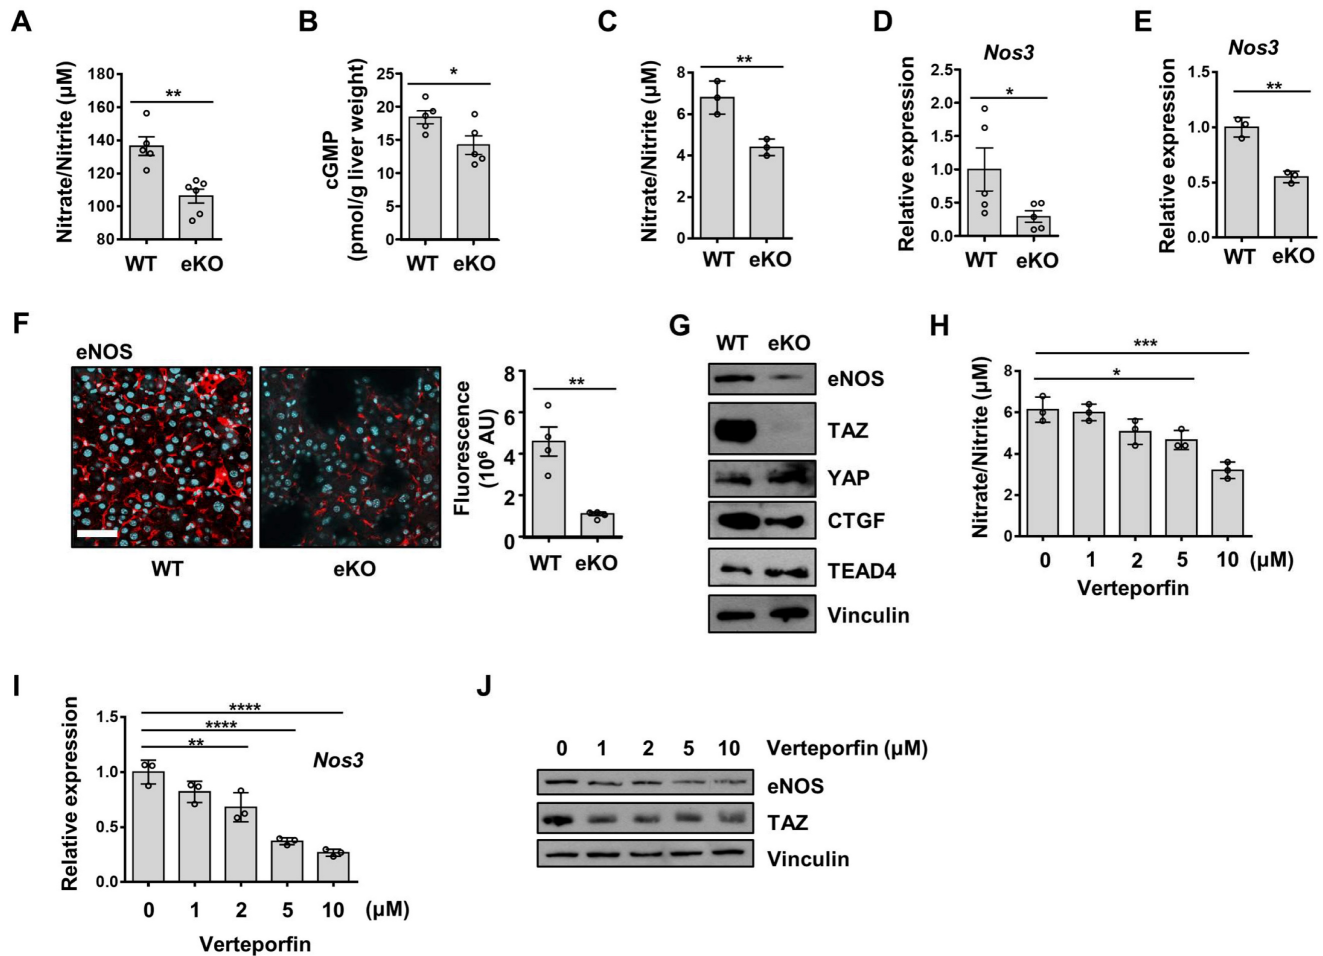 A
Nitrate/Nitrite (µM)
180
160
140
120
100
80
**
WT eKO
B
cGMP
(pmol/g liver weight)
25
20
15
10
5
0
*
WT eKO
C
Nitrate/Nitrite (µM)
8
6
4
2
0
**
WT eKO
D
Nos3
Relative expression
2.5
2.0
1.5
1.0
0.5
0.0
*
WT eKO
E
Nos3
Relative expression
1.5
1.0
0.5
0.0
**
WT eKO
F
eNOS
WT
eKO
Fluorescence
(10⁶ AU)
8
6
4
2
0
**
WT eKO
G
WT eKO
eNOS
TAZ
YAP
CTGF
TEAD4
Vinculin
H
Nitrate/Nitrite (µM)
8
6
4
2
0
***
*
0 1 2 5 10 (µM)
Verteporfin
I
Relative expression
1.5
1.0
0.5
0.0
****
****
**
Nos3
0 1 2 5 10 (µM)
Verteporfin
J
0 1 2 5 10 Verteporfin (µM)
eNOS
TAZ
Vinculin